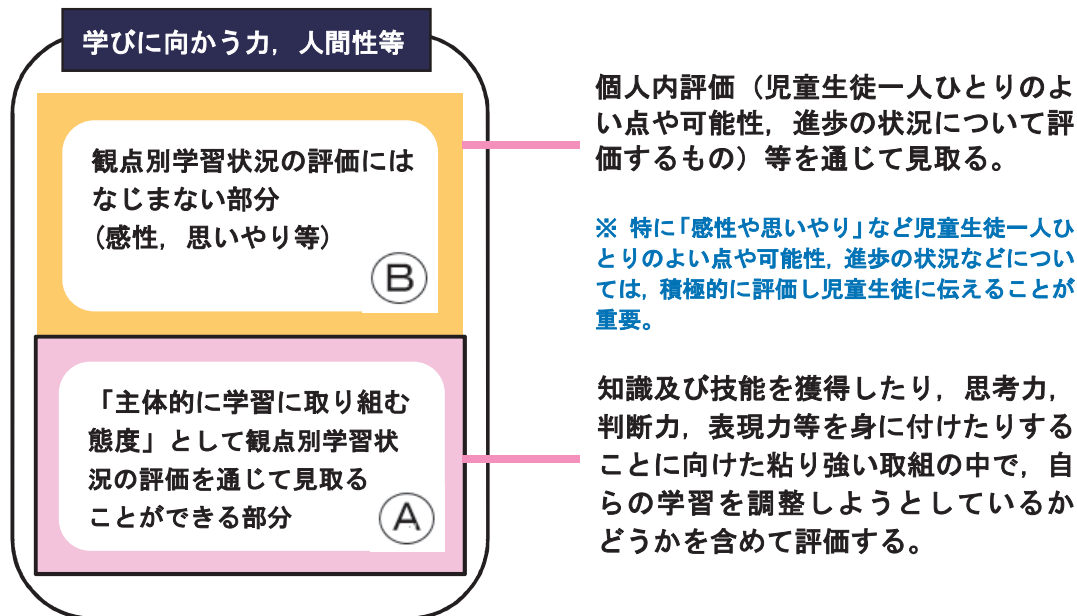 学びに向かう力，人間性等
観点別学習状況の評価には
なじまない部分
（感性，思いやり等）
Ⓑ
「主体的に学習に取り組む
態度」として観点別学習状
況の評価を通じて見取る
ことができる部分
Ⓐ
個人内評価（児童生徒一人ひとりのよ
い点や可能性，進歩の状況について評
価するもの）等を通じて見取る。
※ 特に「感性や思いやり」など児童生徒一人ひ
とりのよい点や可能性，進歩の状況などについ
ては，積極的に評価し児童生徒に伝えることが
重要。
知識及び技能を獲得したり，思考力，
判断力，表現力等を身に付けたりする
ことに向けた粘り強い取組の中で，自
らの学習を調整しようとしているか
どうかを含めて評価する。